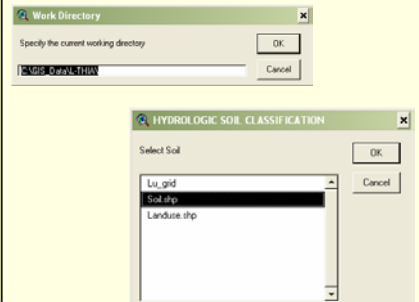 Work Directory
Specify the current working directory
OK
C:\GIS_Data\L-THIA\
Cancel
HYDROLOGIC SOIL CLASSIFICATION
Select Soil
OK
Lu_grid
Cancel
Soil.shp
Landuse.shp